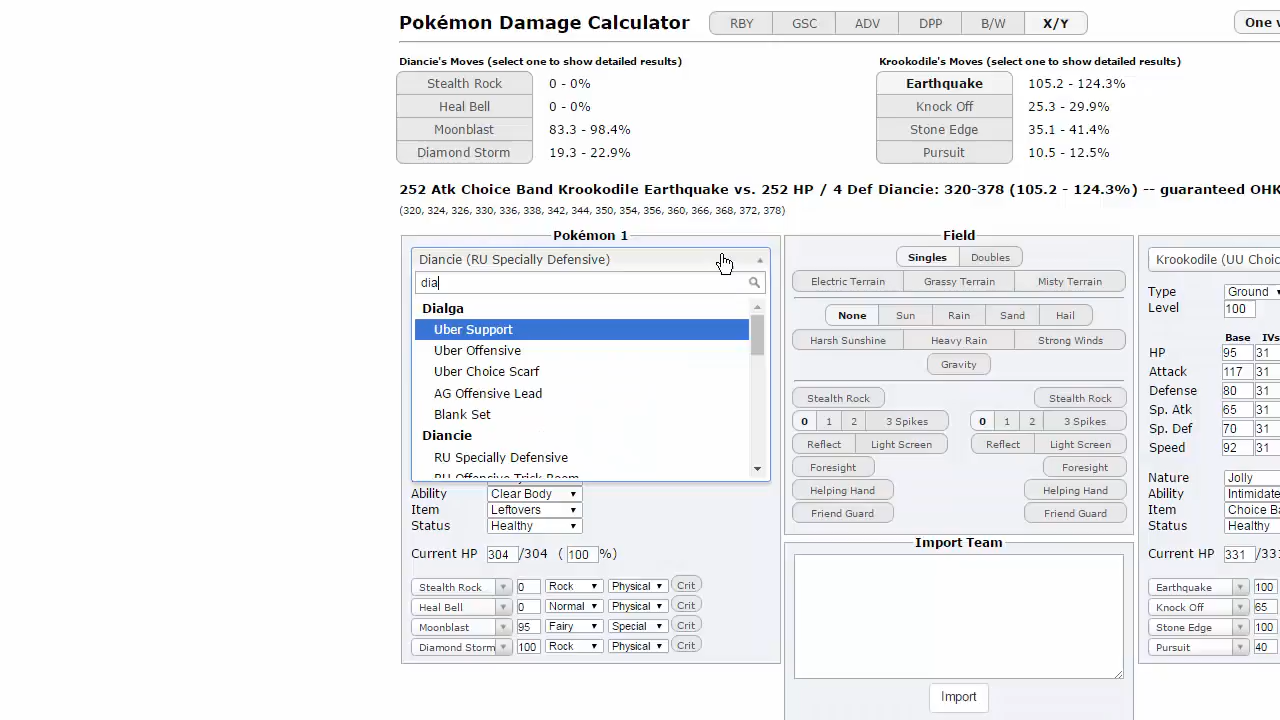 Pokémon Damage Calculator RBY GSC ADV DPP B/W X/Y One v
Diancie's Moves (select one to show detailed results)
Stealth Rock 0 - 0%
Heal Bell 0 - 0%
Moonblast 83.3 - 98.4%
Diamond Storm 19.3 - 22.9%
Krookodile's Moves (select one to show detailed results)
Earthquake 105.2 - 124.3%
Knock Off 25.3 - 29.9%
Stone Edge 35.1 - 41.4%
Pursuit 10.5 - 12.5%
252 Atk Choice Band Krookodile Earthquake vs. 252 HP / 4 Def Diancie: 320-378 (105.2 - 124.3%) -- guaranteed OHK
(320, 324, 326, 330, 336, 338, 342, 344, 350, 354, 356, 360, 366, 368, 372, 378)
Pokémon 1
Diancie (RU Specially Defensive)
dia
Dialga
Uber Support
Uber Offensive
Uber Choice Scarf
AG Offensive Lead
Blank Set
Diancie
RU Specially Defensive
RU Offensive Trick Room
Ability Clear Body
Item Leftovers
Status Healthy
Current HP 304 /304 ( 100 %)
Stealth Rock 0 Rock Physical Crit
Heal Bell 0 Normal Physical Crit
Moonblast 95 Fairy Special Crit
Diamond Storm 100 Rock Physical Crit
Field
Singles Doubles
Electric Terrain Grassy Terrain Misty Terrain
None Sun Rain Sand Hail
Harsh Sunshine Heavy Rain Strong Winds
Gravity
Stealth Rock Stealth Rock
0 1 2 3 Spikes 0 1 2 3 Spikes
Reflect Light Screen Reflect Light Screen
Foresight Foresight
Helping Hand Helping Hand
Friend Guard Friend Guard
Import Team
Import
Krookodile (UU Choic
Type Ground
Level 100
Base IVs
HP 95 31
Attack 117 31
Defense 80 31
Sp. Atk 65 31
Sp. Def 70 31
Speed 92 31
Nature Jolly
Ability Intimidate
Item Choice Ba
Status Healthy
Current HP 331 /331
Earthquake 100
Knock Off 65
Stone Edge 100
Pursuit 40